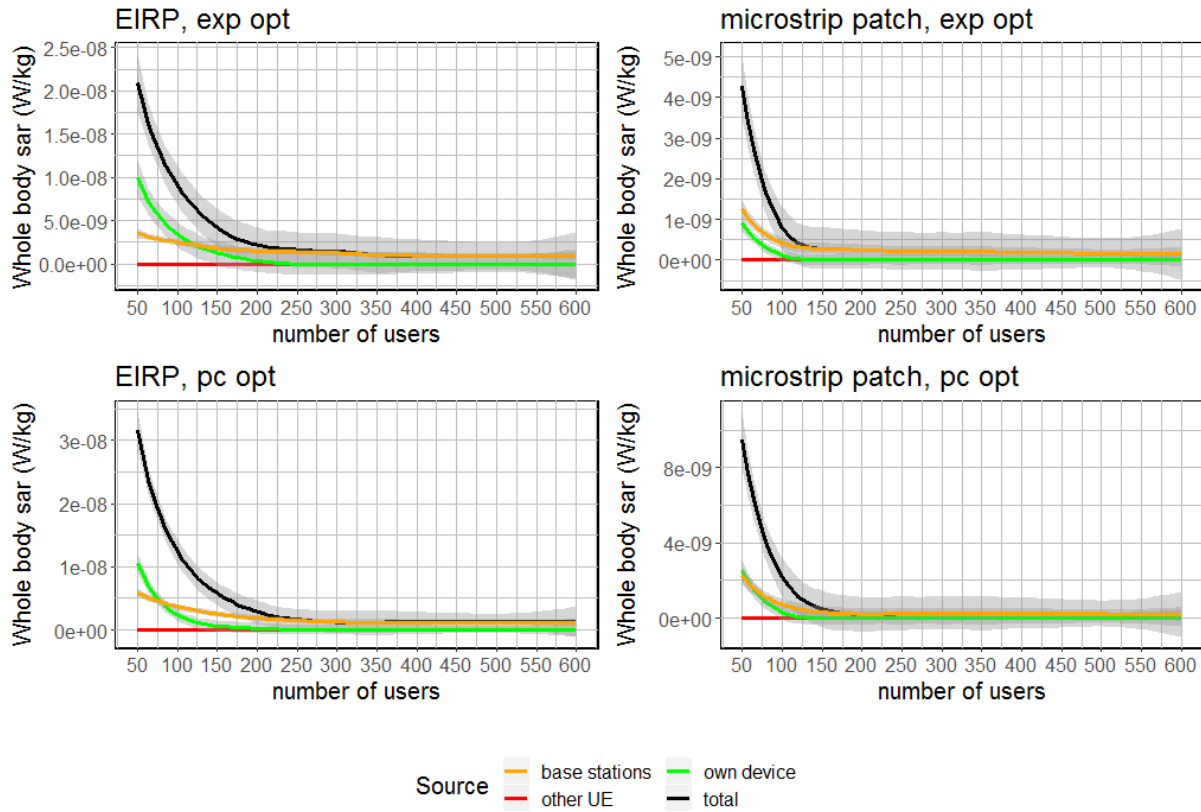 EIRP, exp opt
Whole body sar (W/kg)
2.5e-08
2.0e-08
1.5e-08
1.0e-08
5.0e-09
0.0e+00
50 100 150 200 250 300 350 400 450 500 550 600
number of users
microstrip patch, exp opt
Whole body sar (W/kg)
5e-09
4e-09
3e-09
2e-09
1e-09
0e+00
50 100 150 200 250 300 350 400 450 500 550 600
number of users
EIRP, pc opt
Whole body sar (W/kg)
3e-08
2e-08
1e-08
0e+00
50 100 150 200 250 300 350 400 450 500 550 600
number of users
microstrip patch, pc opt
Whole body sar (W/kg)
8e-09
4e-09
0e+00
50 100 150 200 250 300 350 400 450 500 550 600
number of users
Source
base stations own device
other UE total